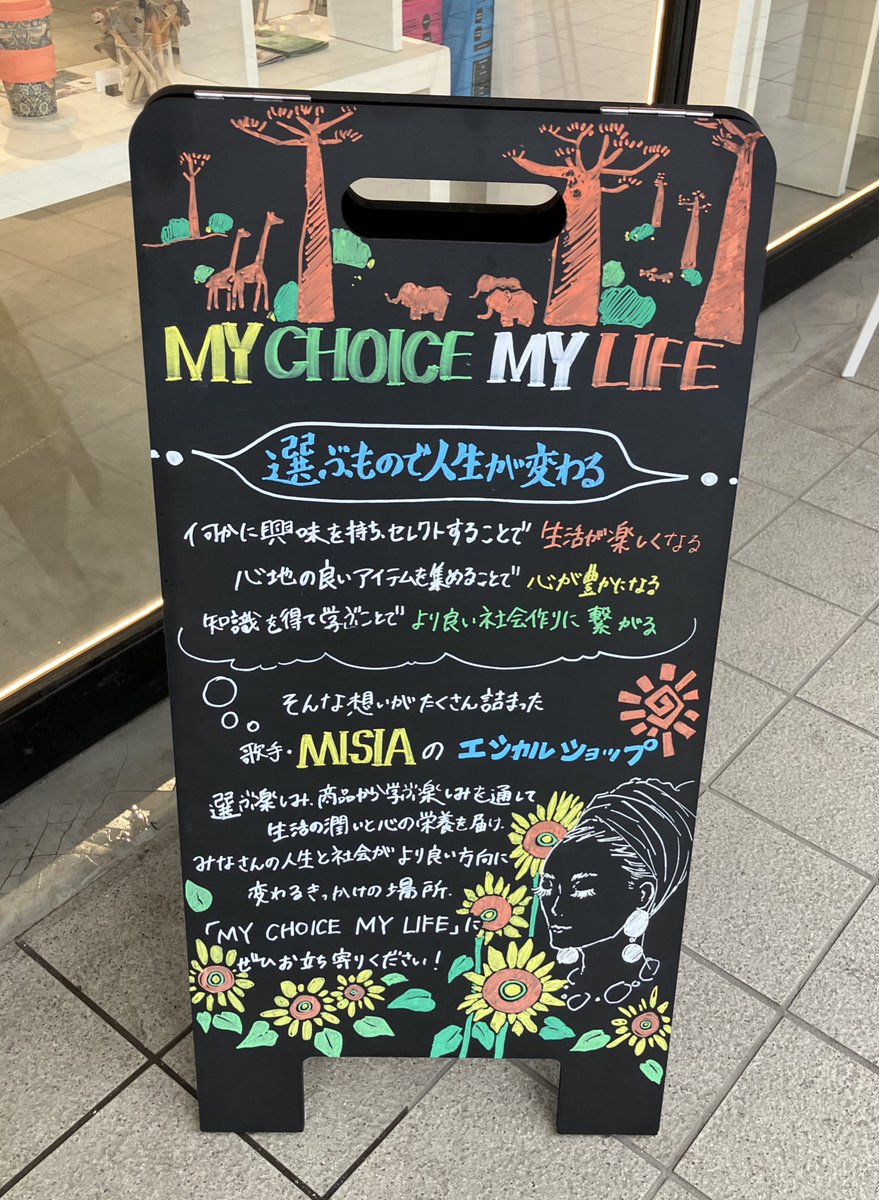 MY CHOICE MY LIFE
選ぶもので人生が変わる
何かに興味を持ち、セレクトすることで 生活が楽しくなる
心地の良いアイテムを集めることで 心が豊かになる
知識を得て学ぶことで より良い社会作りに繋がる
そんな想いがたくさん詰まった
歌手・MISIAの エシカルショップ
選ぶ楽しみ、商品から学ぶ楽しみを通して
生活の潤いと心の栄養を届け、
みなさんの人生と社会がより良い方向に
変わるきっかけの場所、
「MY CHOICE MY LIFE」に
ぜひお立ち寄りください!